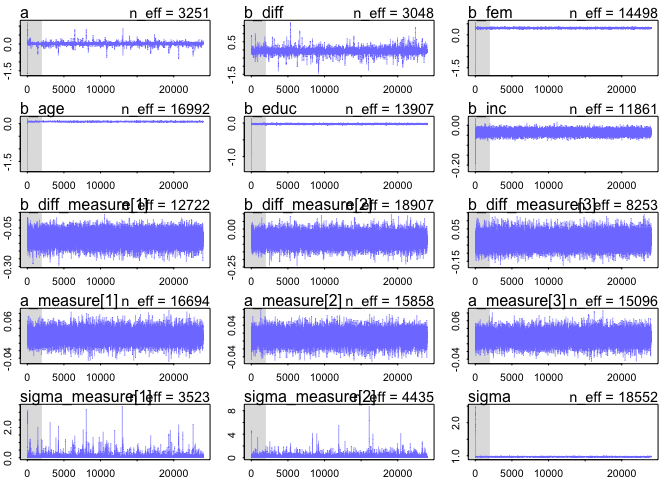 a n_eff = 3251
b_diff n_eff = 3048
b_fem n_eff = 14498
-1.5 0.0
-1.5 0.5
-1.5 0.0
0 5000 10000 20000
0 5000 10000 20000
0 5000 10000 20000
b_age n_eff = 16992
b_educ n_eff = 13907
b_inc n_eff = 11861
-1.5 0.0
-1.0 0.0
-0.20 0.00
0 5000 10000 20000
0 5000 10000 20000
0 5000 10000 20000
b_diff_measure[1] n_eff = 12722
b_diff_measure[2] n_eff = 18907
b_diff_measure[3] n_eff = 8253
-0.30 -0.05
-0.25 0.00
-0.15 0.05
0 5000 10000 20000
0 5000 10000 20000
0 5000 10000 20000
a_measure[1] n_eff = 16694
a_measure[2] n_eff = 15858
a_measure[3] n_eff = 15096
-0.04 0.06
-0.04 0.04
-0.04 0.06
0 5000 10000 20000
0 5000 10000 20000
0 5000 10000 20000
sigma_measure[1] n_eff = 3523
sigma_measure[2] n_eff = 4435
sigma n_eff = 18552
0.0 2.0
0 4 8
1.0 2.0
0 5000 10000 20000
0 5000 10000 20000
0 5000 10000 20000